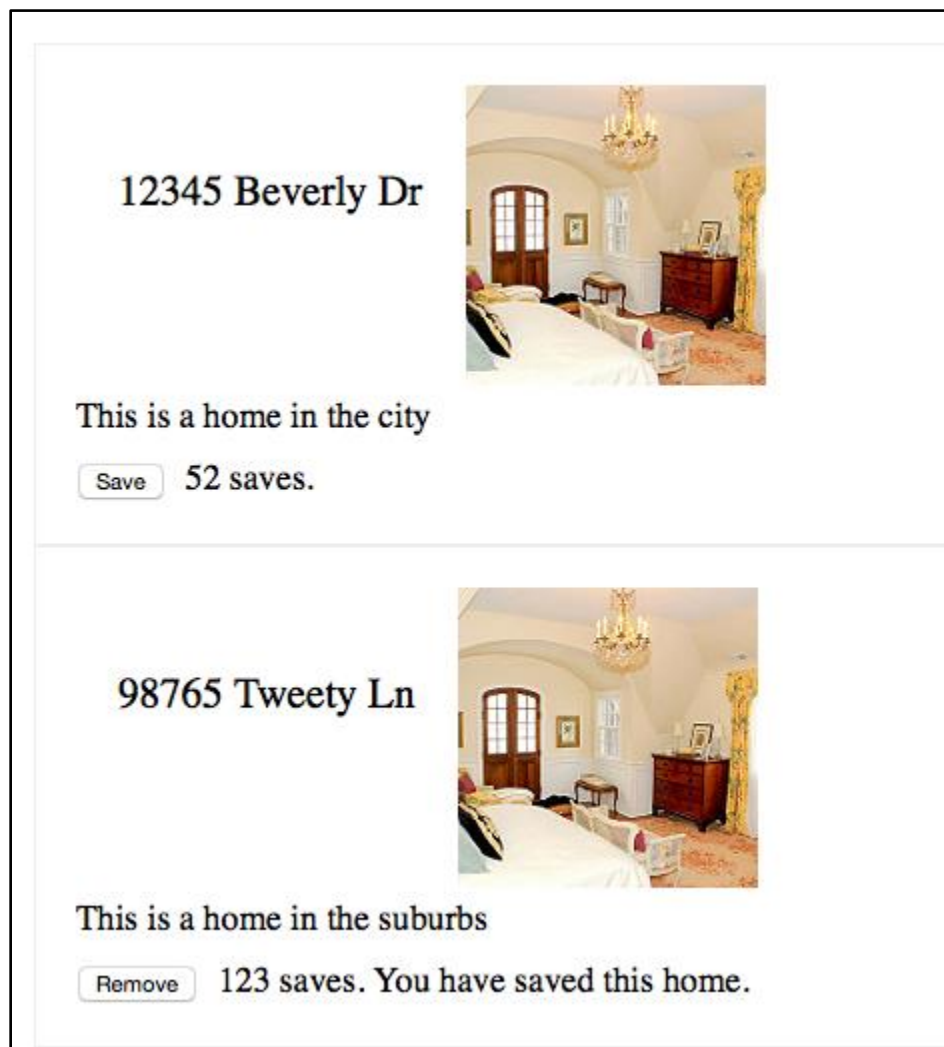 12345 Beverly Dr
This is a home in the city
Save 52 saves.
98765 Tweety Ln
This is a home in the suburbs
Remove 123 saves. You have saved this home.